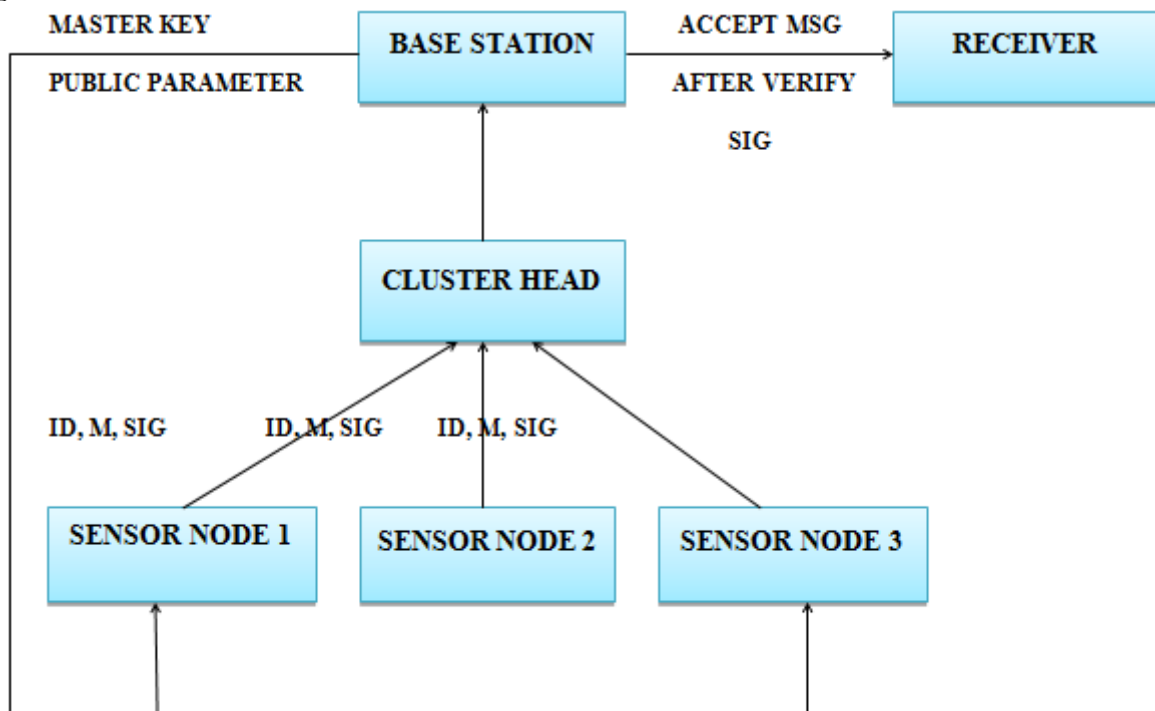 MASTER KEY
PUBLIC PARAMETER
BASE STATION
ACCEPT MSG
AFTER VERIFY
SIG
RECEIVER
CLUSTER HEAD
ID, M, SIG
ID, M, SIG
ID, M, SIG
SENSOR NODE 1
SENSOR NODE 2
SENSOR NODE 3